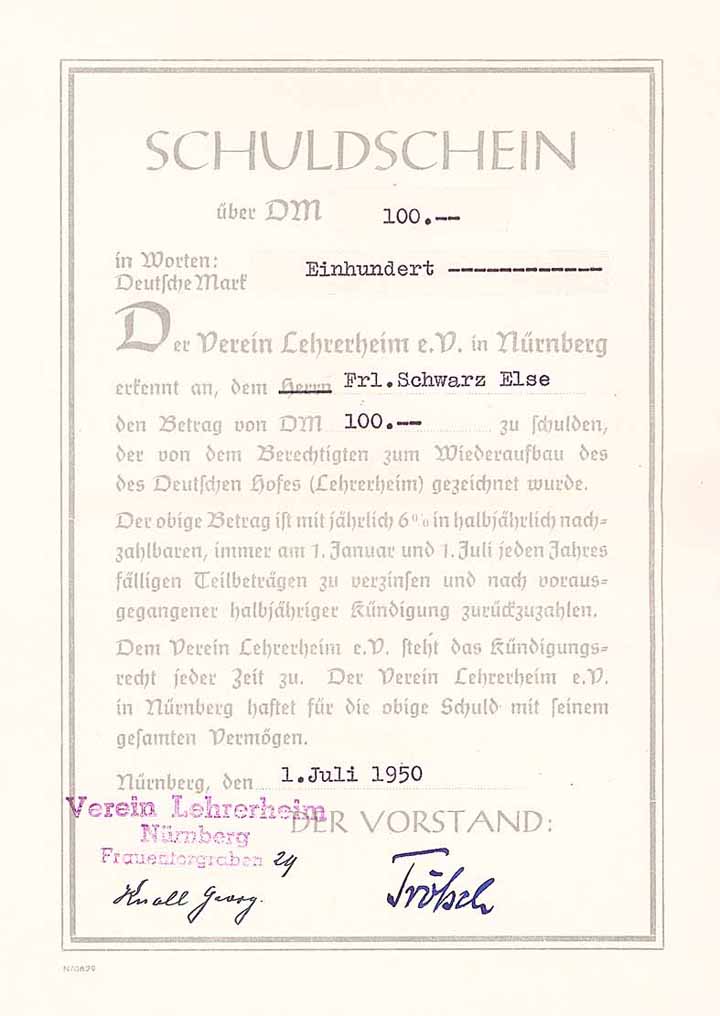 SCHULDSCHEIN
über DM 100.--
in Worten:
Deutsche Mark Einhundert ------------
Der Verein Lehrerheim e.V. in Nürnberg
erkennt an, dem Herrn Frl.Schwarz Else
den Betrag von DM 100.-- zu schulden,
der von dem Berechtigten zum Wiederaufbau des
des Deutschen Hofes (Lehrerheim) gezeichnet wurde.
Der obige Betrag ist mit jährlich 6% in halbjährlich nach-
zahlbaren, immer am 1. Januar und 1. Juli jeden Jahres
fälligen Teilbeträgen zu verzinsen und nach voraus-
gegangener halbjähriger Kündigung zurückzuzahlen.
Dem Verein Lehrerheim e.V. steht das Kündigungs-
recht jeder Zeit zu. Der Verein Lehrerheim e.V.
in Nürnberg haftet für die obige Schuld mit seinem
gesamten Vermögen.
Nürnberg, den 1.Juli 1950
Verein Lehrerheim
Nürnberg
Frauentorgraben 29
DER VORSTAND:
Knoll Georg.
Trötsch
N/0829